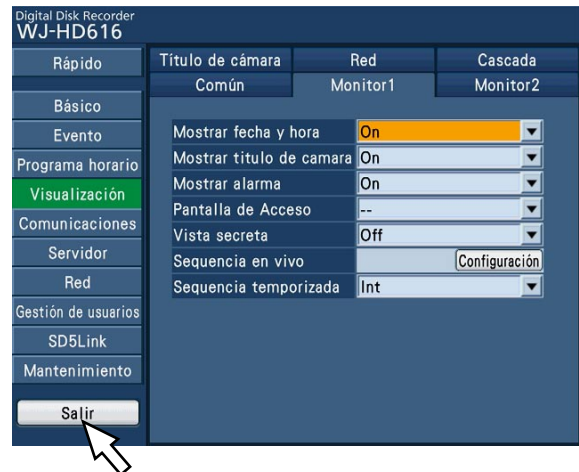 Digital Disk Recorder
WJ-HD616
Rápido
Básico
Evento
Programa horario
Visualización
Comunicaciones
Servidor
Red
Gestión de usuarios
SD5Link
Mantenimiento
Salir
Título de cámara Red Cascada
Común Monitor1 Monitor2
Mostrar fecha y hora On
Mostrar titulo de camara On
Mostrar alarma On
Pantalla de Acceso --
Vista secreta Off
Sequencia en vivo Configuración
Sequencia temporizada Int